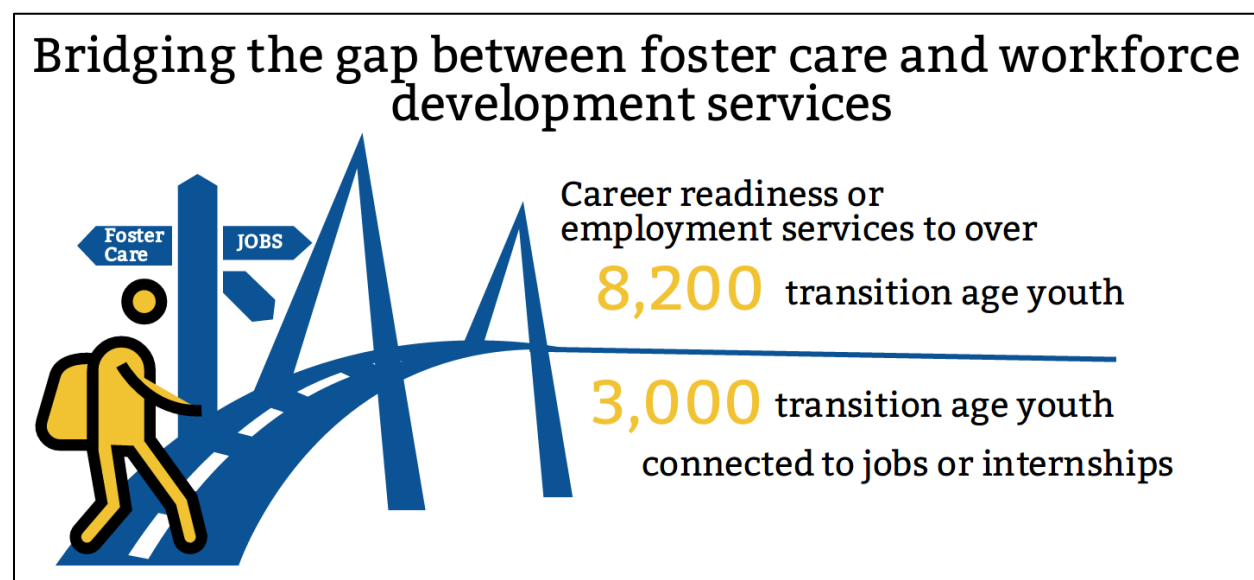 Bridging the gap between foster care and workforce
development services
Foster
Care
JOBS
Career readiness or
employment services to over
8,200 transition age youth
3,000 transition age youth
connected to jobs or internships